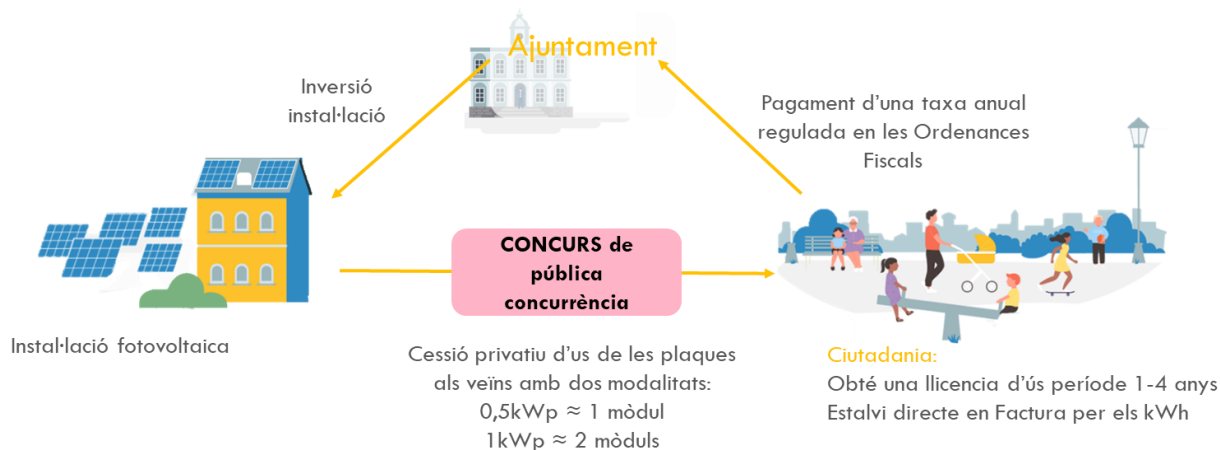 Ajuntament
Inversió
instal·lació
Pagament d'una taxa anual
regulada en les Ordenances
Fiscals
CONCURS de
pública
concurrència
Instal·lació fotovoltaica
Cessió privatiu d'us de les plaques
als veïns amb dos modalitats:
0,5kWp ≈ 1 mòdul
1kWp ≈ 2 mòduls
Ciutadania:
Obté una llicencia d'ús període 1-4 anys
Estalvi directe en Factura per els kWh